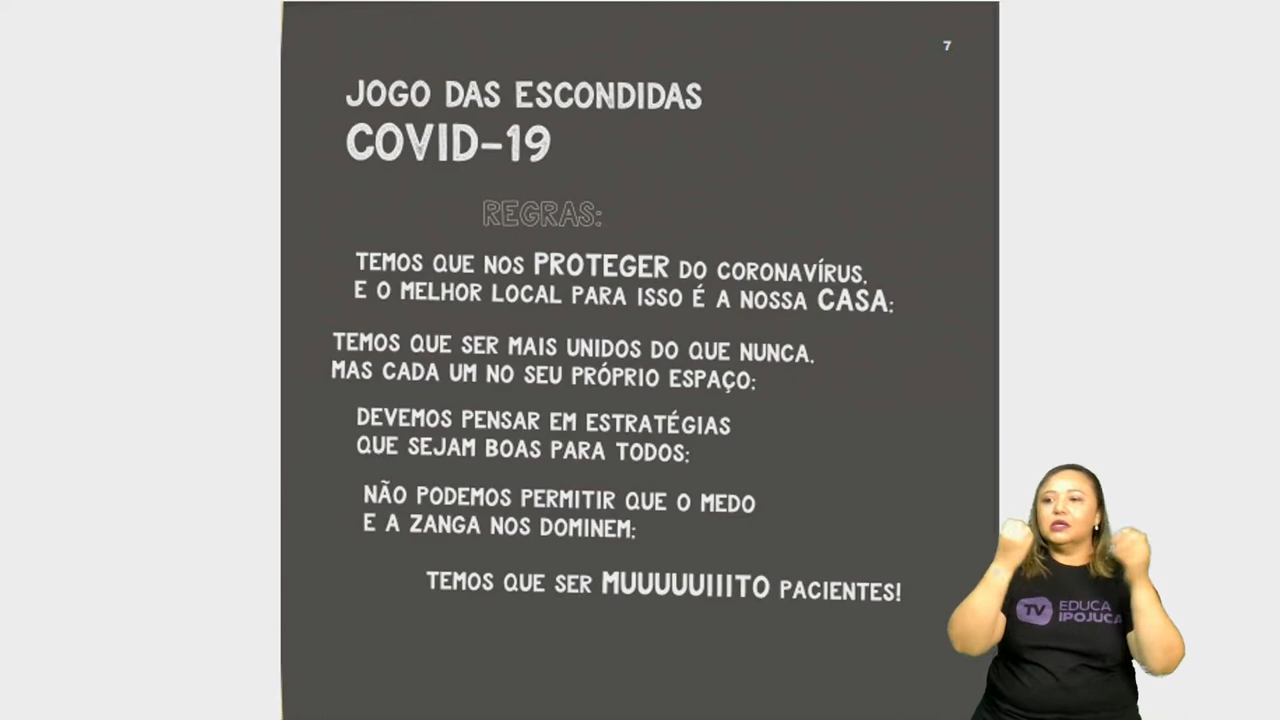 7
JOGO DAS ESCONDIDAS
COVID-19
REGRAS:
TEMOS QUE NOS PROTEGER DO CORONAVÍRUS,
E O MELHOR LOCAL PARA ISSO É A NOSSA CASA;
TEMOS QUE SER MAIS UNIDOS DO QUE NUNCA,
MAS CADA UM NO SEU PRÓPRIO ESPAÇO;
DEVEMOS PENSAR EM ESTRATÉGIAS
QUE SEJAM BOAS PARA TODOS;
NÃO PODEMOS PERMITIR QUE O MEDO
E A ZANGA NOS DOMINEM;
TEMOS QUE SER MUUUUUIIIITO PACIENTES!
TV EDUCA
IPOJUCA